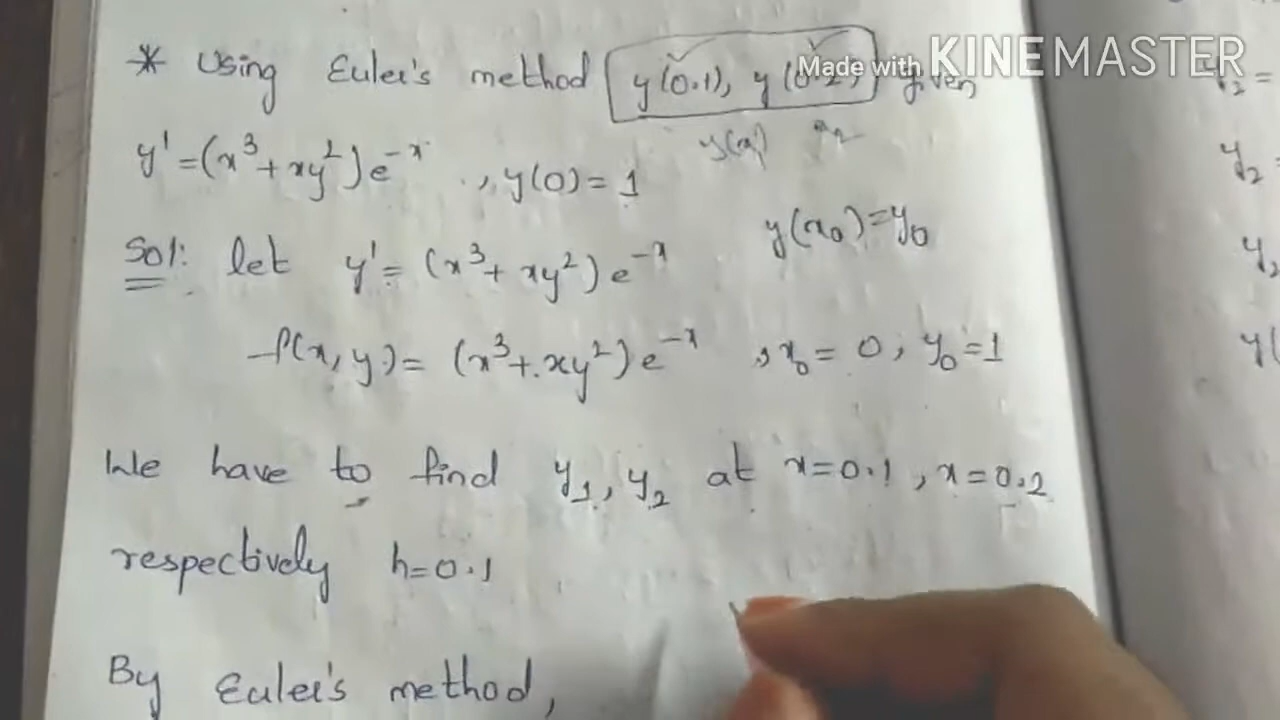 * Using Euler's method y(0.1), y(0.2) given
Made with KINEMASTER
y' = (x³ + xy²) e⁻ˣ , y(0) = 1
y(x₀) = y₀
Sol: let y' = (x³ + xy²) e⁻ˣ
f(x, y) = (x³ + xy²) e⁻ˣ , x₀ = 0, y₀ = 1
We have to find y₁, y₂ at x = 0.1, x = 0.2
respectively h = 0.1
By Euler's method,
y₂ =
y₂ =